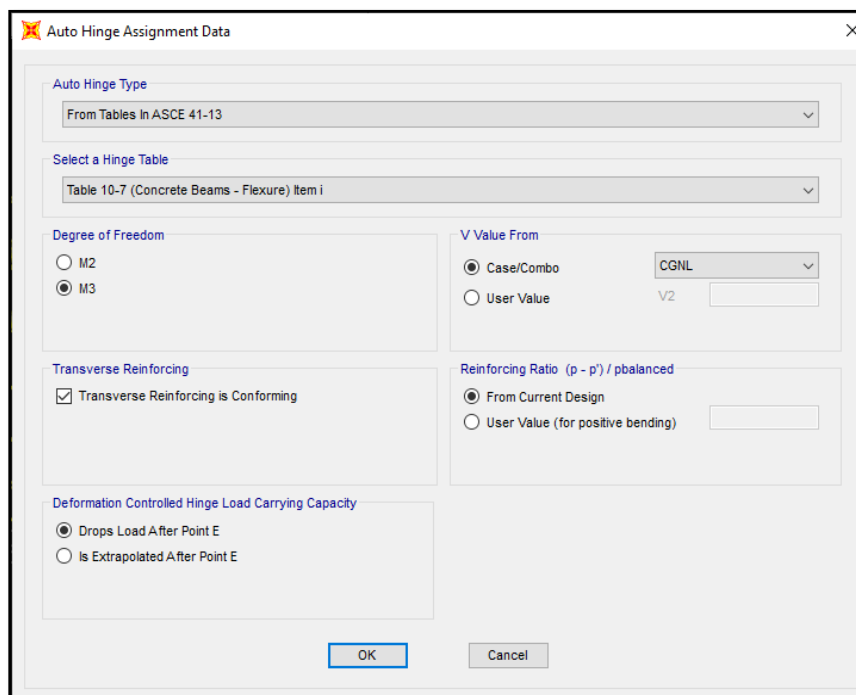 Auto Hinge Assignment Data
Auto Hinge Type
From Tables In ASCE 41-13
Select a Hinge Table
Table 10-7 (Concrete Beams - Flexure) Item i
Degree of Freedom
M2
M3
V Value From
Case/Combo
CGNL
User Value
V2
Transverse Reinforcing
Transverse Reinforcing is Conforming
Reinforcing Ratio (p - p') / pbalanced
From Current Design
User Value (for positive bending)
Deformation Controlled Hinge Load Carrying Capacity
Drops Load After Point E
Is Extrapolated After Point E
OK
Cancel